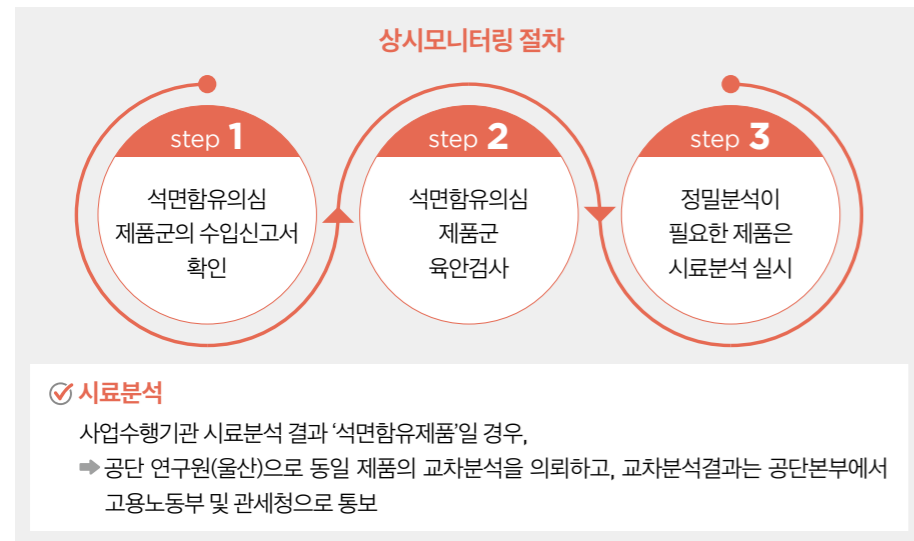 상시모니터링 절차
step 1
석면함유의심
제품군의 수입신고서
확인
step 2
석면함유의심
제품군
육안검사
step 3
정밀분석이
필요한 제품은
시료분석 실시
시료분석
사업수행기관 시료분석 결과 ‘석면함유제품’일 경우,
➡ 공단 연구원(울산)으로 동일 제품의 교차분석을 의뢰하고, 교차분석결과는 공단본부에서
고용노동부 및 관세청으로 통보